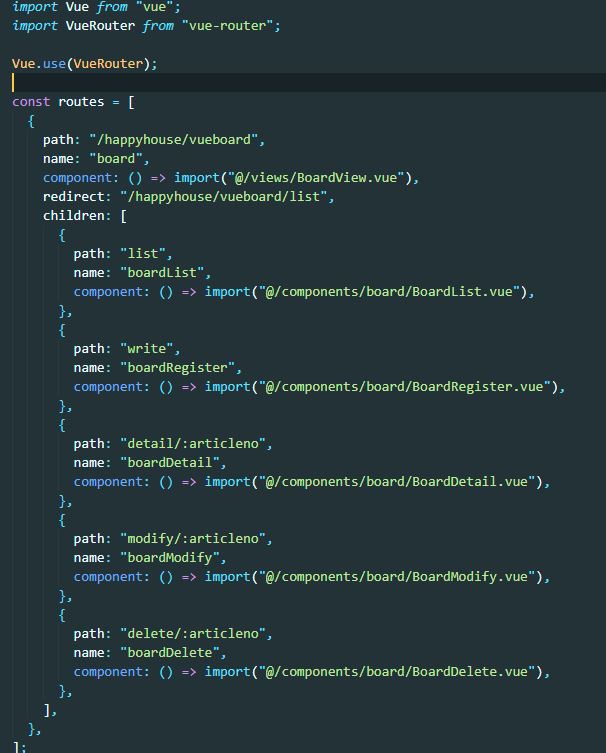 import Vue from "vue";
import VueRouter from "vue-router";

Vue.use(VueRouter);

const routes = [
  {
    path: "/happyhouse/vueboard",
    name: "board",
    component: () => import("@/views/BoardView.vue"),
    redirect: "/happyhouse/vueboard/list",
    children: [
      {
        path: "list",
        name: "boardList",
        component: () => import("@/components/board/BoardList.vue"),
      },
      {
        path: "write",
        name: "boardRegister",
        component: () => import("@/components/board/BoardRegister.vue"),
      },
      {
        path: "detail/:articleno",
        name: "boardDetail",
        component: () => import("@/components/board/BoardDetail.vue"),
      },
      {
        path: "modify/:articleno",
        name: "boardModify",
        component: () => import("@/components/board/BoardModify.vue"),
      },
      {
        path: "delete/:articleno",
        name: "boardDelete",
        component: () => import("@/components/board/BoardDelete.vue"),
      },
    ],
  },
];